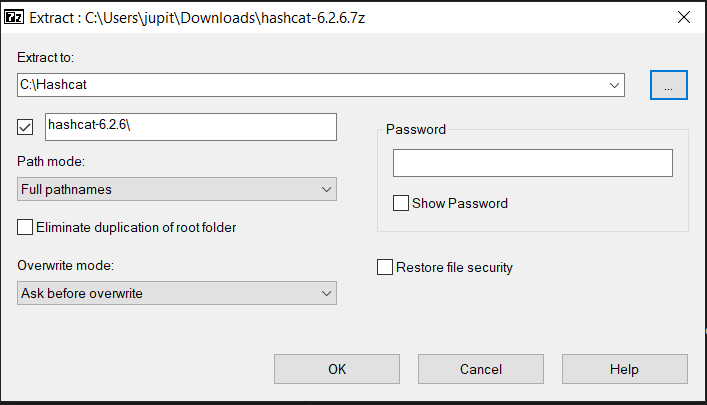 7z Extract : C:\Users\jupit\Downloads\hashcat-6.2.6.7z
Extract to:
C:\Hashcat
...
hashcat-6.2.6\
Password
Path mode:
Full pathnames
Show Password
Eliminate duplication of root folder
Overwrite mode:
Restore file security
Ask before overwrite
OK Cancel Help